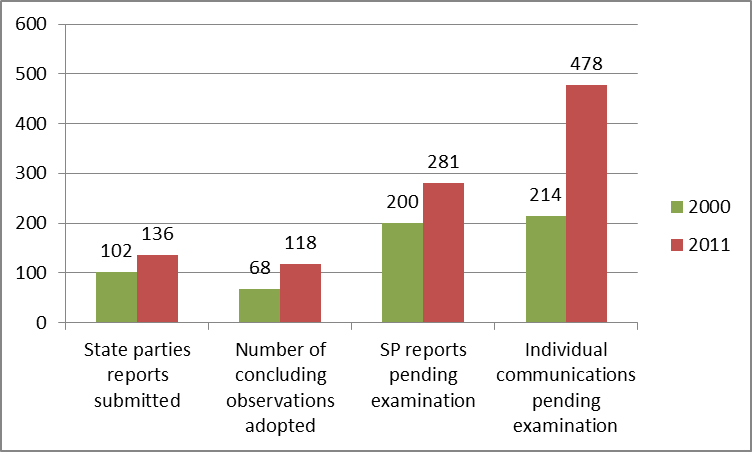 600
500
400
300
200
100
0
102
136
68
118
200
281
214
478
2000
2011
State parties
reports
submitted
Number of
concluding
observations
adopted
SP reports
pending
examination
Individual
communications
pending
examination